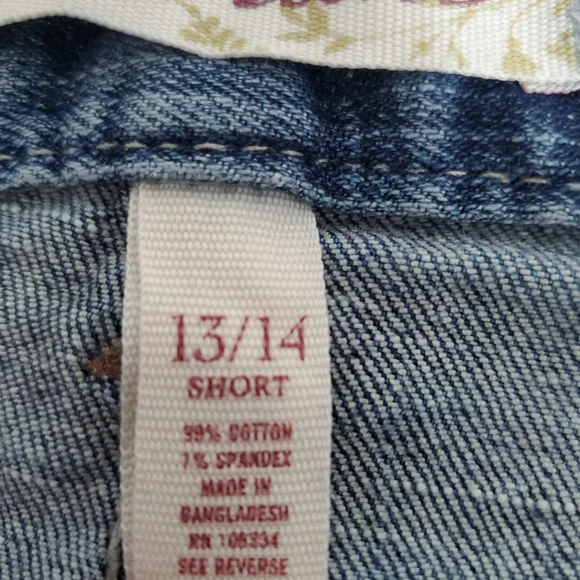 13/14
SHORT
99% COTTON
1% SPANDEX
MADE IN
BANGLADESH
RN 106334
SEE REVERSE